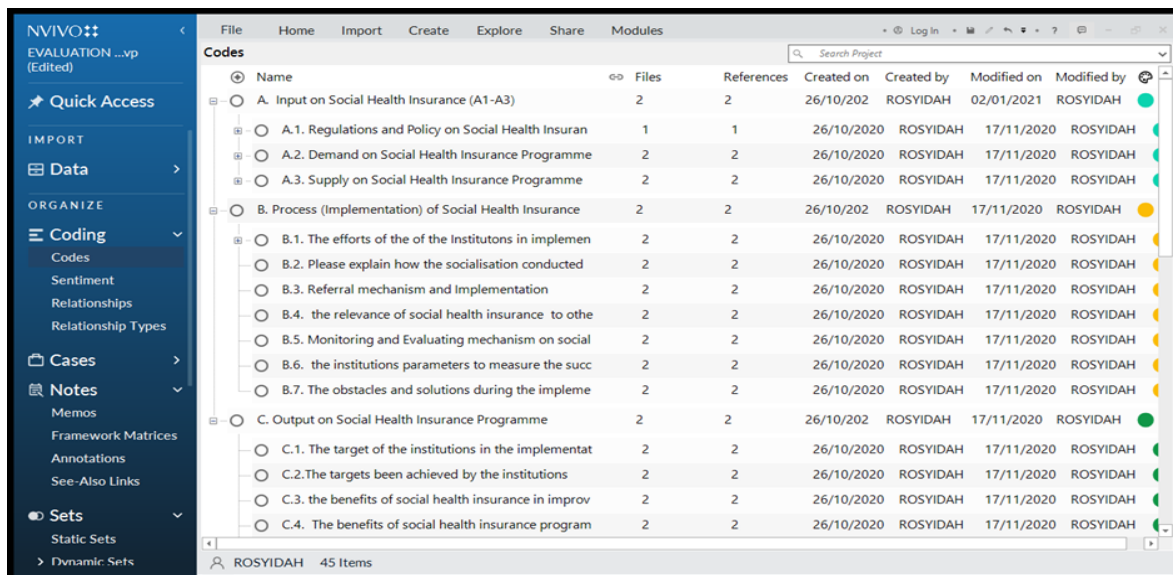 NVIVO
EVALUATION ...vp
(Edited)
Quick Access
IMPORT
Data
ORGANIZE
Coding
Codes
Sentiment
Relationships
Relationship Types
Cases
Notes
Memos
Framework Matrices
Annotations
See-Also Links
Sets
Static Sets
Dynamic Sets
File Home Import Create Explore Share Modules Log In ?
Codes Search Project
Name Files References Created on Created by Modified on Modified by
A. Input on Social Health Insurance (A1-A3) 2 2 26/10/202 ROSYIDAH 02/01/2021 ROSYIDAH
A.1. Regulations and Policy on Social Health Insuran 1 1 26/10/2020 ROSYIDAH 17/11/2020 ROSYIDAH
A.2. Demand on Social Health Insurance Programme 2 2 26/10/2020 ROSYIDAH 17/11/2020 ROSYIDAH
A.3. Supply on Social Health Insurance Programme 2 2 26/10/2020 ROSYIDAH 17/11/2020 ROSYIDAH
B. Process (Implementation) of Social Health Insurance 2 2 26/10/202 ROSYIDAH 17/11/2020 ROSYIDAH
B.1. The efforts of the of the Institutons in implemen 2 2 26/10/2020 ROSYIDAH 17/11/2020 ROSYIDAH
B.2. Please explain how the socialisation conducted 2 2 26/10/2020 ROSYIDAH 17/11/2020 ROSYIDAH
B.3. Referral mechanism and Implementation 2 2 26/10/2020 ROSYIDAH 17/11/2020 ROSYIDAH
B.4. the relevance of social health insurance to othe 2 2 26/10/2020 ROSYIDAH 17/11/2020 ROSYIDAH
B.5. Monitoring and Evaluating mechanism on social 2 2 26/10/2020 ROSYIDAH 17/11/2020 ROSYIDAH
B.6. the institutions parameters to measure the succ 2 2 26/10/2020 ROSYIDAH 17/11/2020 ROSYIDAH
B.7. The obstacles and solutions during the impleme 2 2 26/10/2020 ROSYIDAH 17/11/2020 ROSYIDAH
C. Output on Social Health Insurance Programme 2 2 26/10/202 ROSYIDAH 17/11/2020 ROSYIDAH
C.1. The target of the institutions in the implementat 2 2 26/10/2020 ROSYIDAH 17/11/2020 ROSYIDAH
C.2.The targets been achieved by the institutions 2 2 26/10/2020 ROSYIDAH 17/11/2020 ROSYIDAH
C.3. the benefits of social health insurance in improv 2 2 26/10/2020 ROSYIDAH 17/11/2020 ROSYIDAH
C.4. The benefits of social health insurance program 2 2 26/10/2020 ROSYIDAH 17/11/2020 ROSYIDAH
ROSYIDAH 45 Items